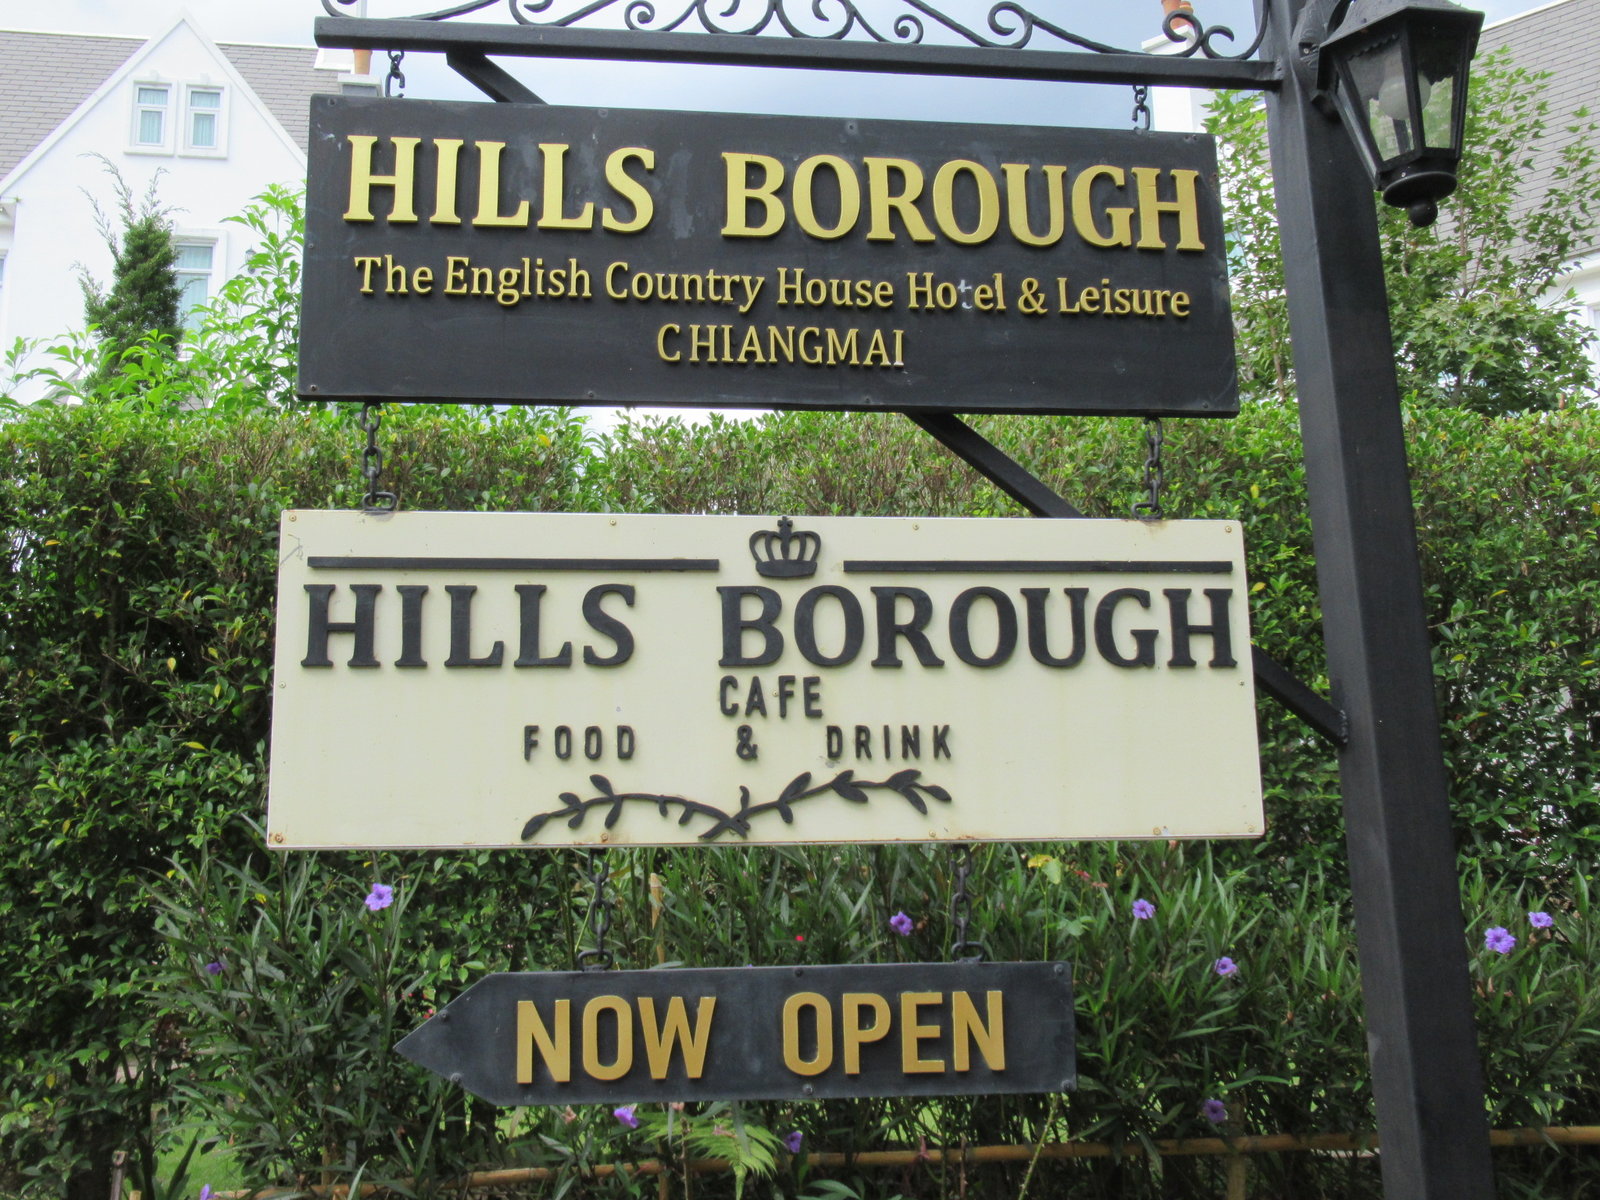 HILLS BOROUGH
The English Country House Hotel & Leisure
CHIANGMAI
HILLS BOROUGH
CAFE
FOOD & DRINK
NOW OPEN